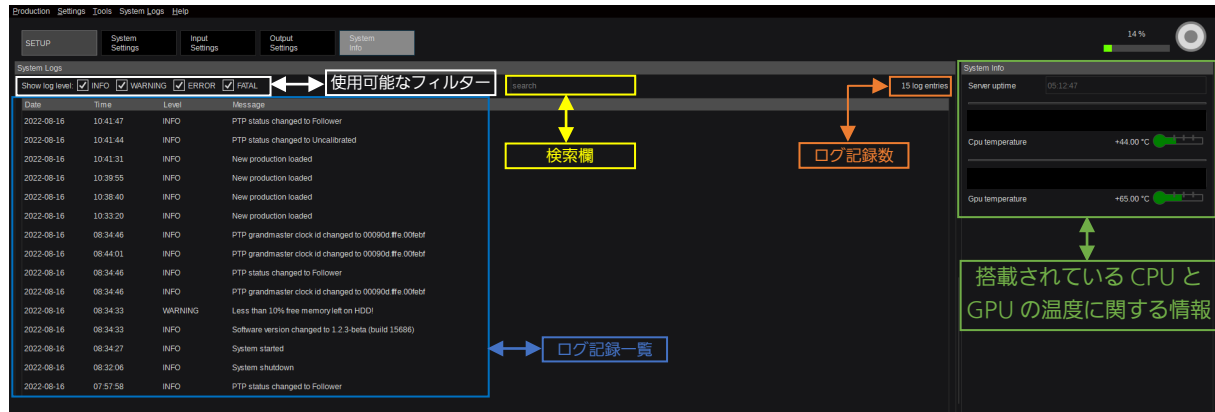 Production Settings Tools System Logs Help
SETUP System Settings Input Settings Output Settings System Info 14 %
System Logs
Show log level: INFO WARNING ERROR FATAL 使用可能なフィルター search 15 log entries
Date Time Level Message
2022-08-16 10:41:47 INFO PTP status changed to Follower
2022-08-16 10:41:44 INFO PTP status changed to Uncalibrated
2022-08-16 10:41:31 INFO New production loaded
2022-08-16 10:39:55 INFO New production loaded
2022-08-16 10:38:40 INFO New production loaded
2022-08-16 10:33:20 INFO New production loaded
2022-08-16 08:34:46 INFO PTP grandmaster clock id changed to 00090d.fffe.00febf
2022-08-16 08:44:01 INFO PTP grandmaster clock id changed to 00090d.fffe.00febf
2022-08-16 08:34:46 INFO PTP status changed to Follower
2022-08-16 08:34:46 INFO PTP grandmaster clock id changed to 00090d.fffe.00febf
2022-08-16 08:34:33 WARNING Less than 10% free memory left on HDD!
2022-08-16 08:34:33 INFO Software version changed to 1.2.3-beta (build 15686)
2022-08-16 08:34:27 INFO System started
2022-08-16 08:32:06 INFO System shutdown
2022-08-16 07:57:58 INFO PTP status changed to Follower
検索欄
ログ記録数
ログ記録一覧
System Info
Server uptime 05:12:47
Cpu temperature +44.00 °C
Gpu temperature +65.00 °C
搭載されている CPU と
GPU の温度に関する情報